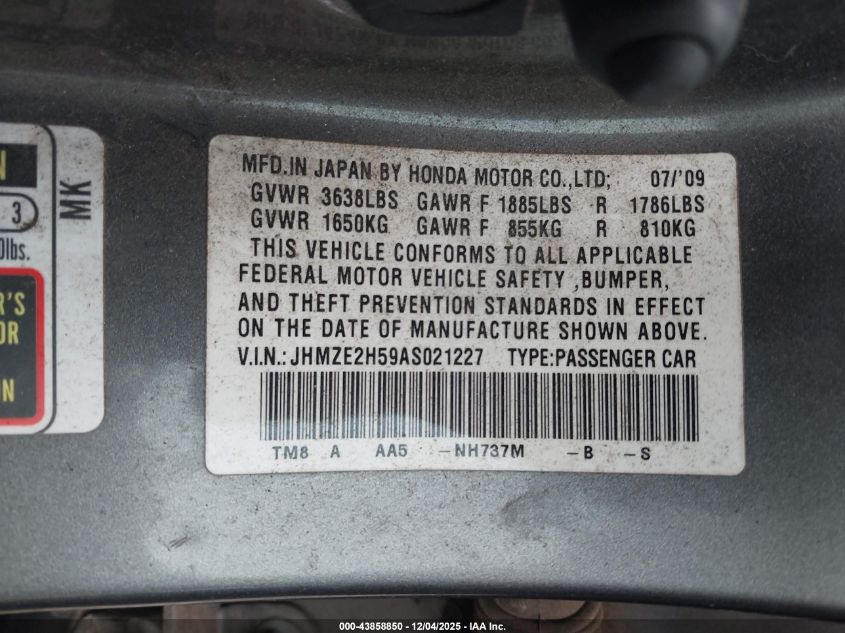 N
3
0lbs.
MK
R'S
OR
N
MFD.IN JAPAN BY HONDA MOTOR CO.,LTD; 07/'09
GVWR 3638LBS GAWR F 1885LBS R 1786LBS
GVWR 1650KG GAWR F 855KG R 810KG
THIS VEHICLE CONFORMS TO ALL APPLICABLE
FEDERAL MOTOR VEHICLE SAFETY ,BUMPER,
AND THEFT PREVENTION STANDARDS IN EFFECT
ON THE DATE OF MANUFACTURE SHOWN ABOVE.
V.I.N.: JHMZE2H59AS021227 TYPE:PASSENGER CAR
TM8 A AA5 -NH737M -B -S
000-43858850 - 12/04/2025 - IAA Inc.